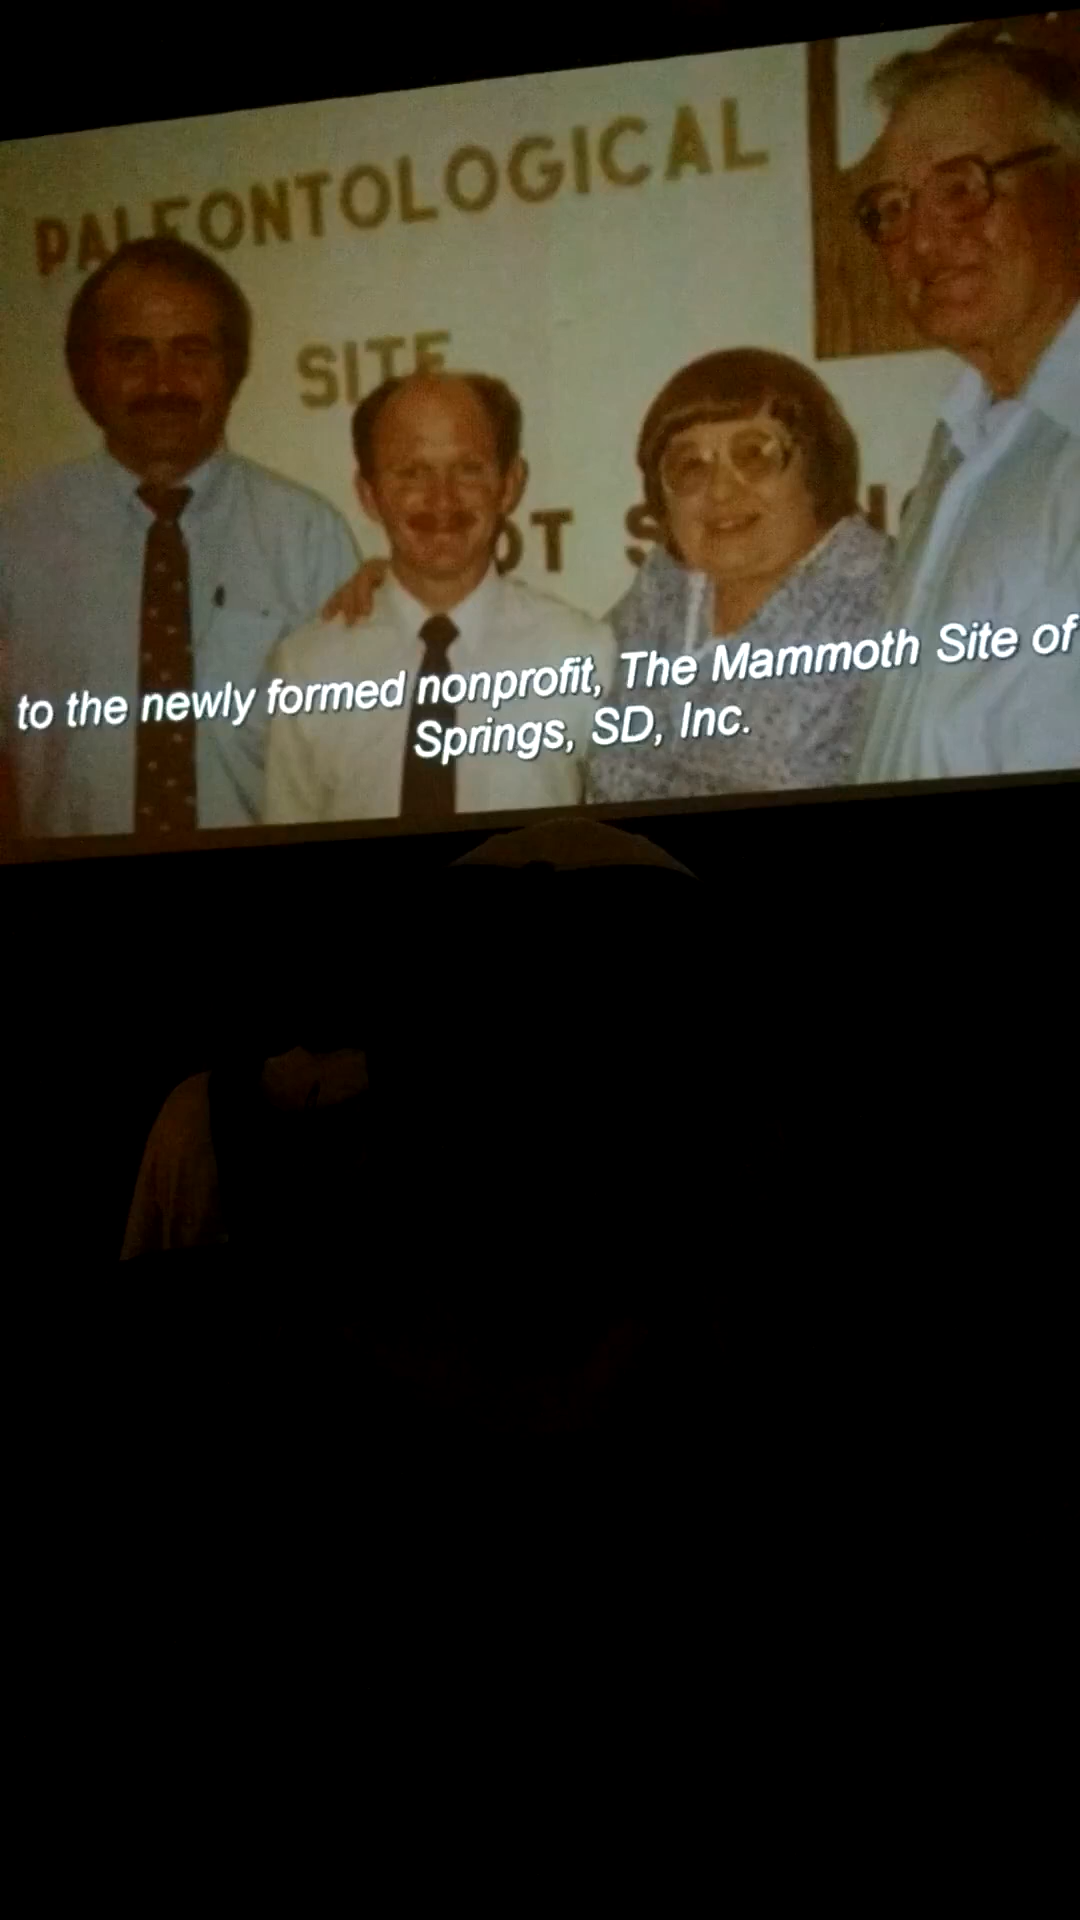 PALEONTOLOGICAL
SITE
to the newly formed nonprofit, The Mammoth Site of
Springs, SD, Inc.